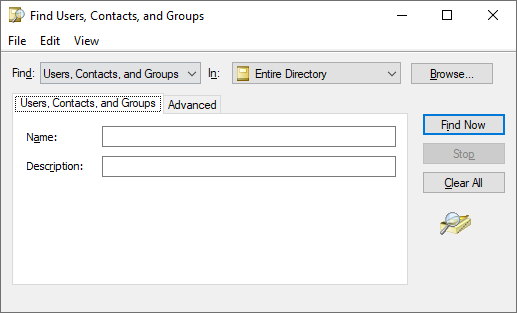 Find Users, Contacts, and Groups
File Edit View
Find: Users, Contacts, and Groups In: Entire Directory Browse...
Users, Contacts, and Groups Advanced
Name:
Description:
Find Now
Stop
Clear All